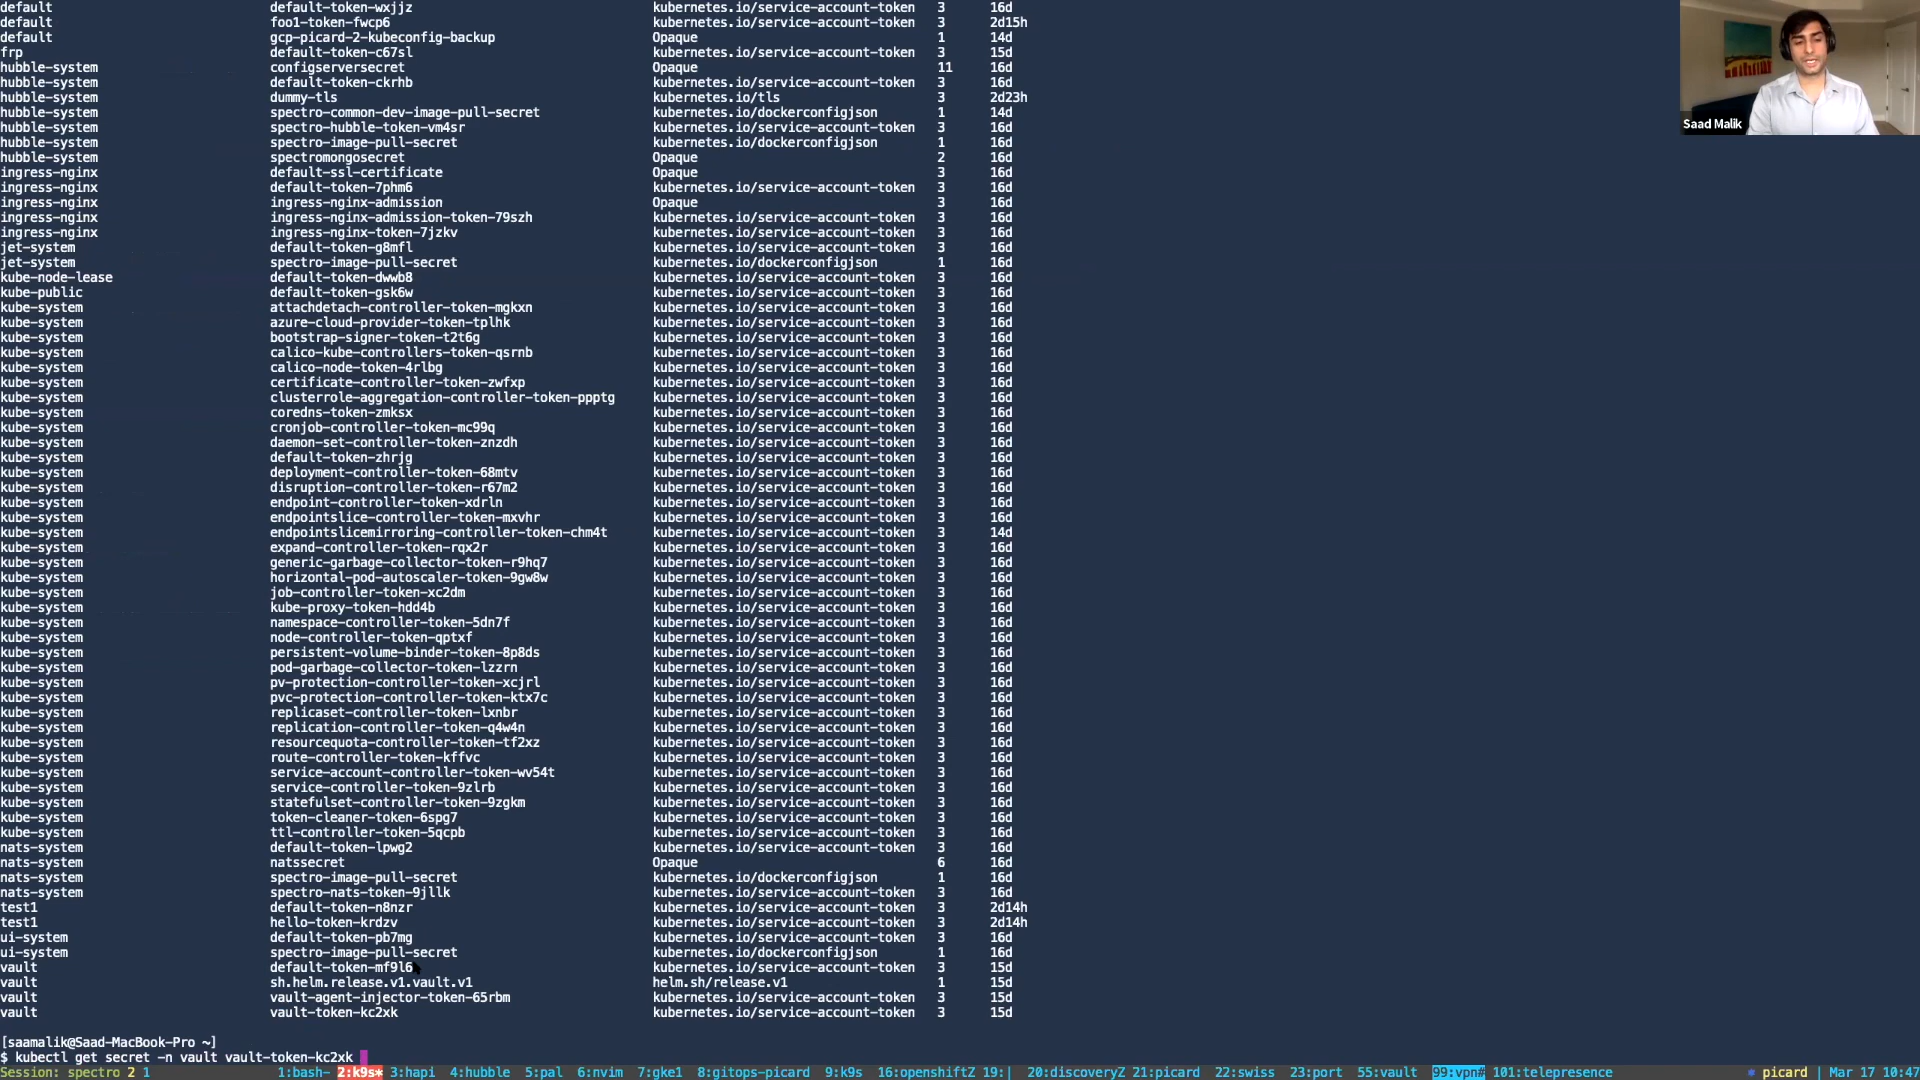 default default-token-wxjjz kubernetes.io/service-account-token 3 16d
default foo1-token-fwcp6 kubernetes.io/service-account-token 3 2d15h
default gcp-picard-2-kubeconfig-backup Opaque 1 14d
frp default-token-c67sl kubernetes.io/service-account-token 3 15d
hubble-system configserversecret Opaque 11 16d
hubble-system default-token-ckrhb kubernetes.io/service-account-token 3 16d
hubble-system dummy-tls kubernetes.io/tls 3 2d23h
hubble-system spectro-common-dev-image-pull-secret kubernetes.io/dockerconfigjson 1 14d
hubble-system spectro-hubble-token-vm4sr kubernetes.io/service-account-token 3 16d
hubble-system spectro-image-pull-secret kubernetes.io/dockerconfigjson 1 16d
hubble-system spectromongosecret Opaque 2 16d
ingress-nginx default-ssl-certificate Opaque 3 16d
ingress-nginx default-token-7phm6 kubernetes.io/service-account-token 3 16d
ingress-nginx ingress-nginx-admission Opaque 3 16d
ingress-nginx ingress-nginx-admission-token-79szh kubernetes.io/service-account-token 3 16d
ingress-nginx ingress-nginx-token-7jzkv kubernetes.io/service-account-token 3 16d
jet-system default-token-g8mfl kubernetes.io/service-account-token 3 16d
jet-system spectro-image-pull-secret kubernetes.io/dockerconfigjson 1 16d
kube-node-lease default-token-dwwb8 kubernetes.io/service-account-token 3 16d
kube-public default-token-gsk6w kubernetes.io/service-account-token 3 16d
kube-system attachdetach-controller-token-mgkxn kubernetes.io/service-account-token 3 16d
kube-system azure-cloud-provider-token-tplhk kubernetes.io/service-account-token 3 16d
kube-system bootstrap-signer-token-t2t6g kubernetes.io/service-account-token 3 16d
kube-system calico-kube-controllers-token-qsrnb kubernetes.io/service-account-token 3 16d
kube-system calico-node-token-4rlbg kubernetes.io/service-account-token 3 16d
kube-system certificate-controller-token-zwfxp kubernetes.io/service-account-token 3 16d
kube-system clusterrole-aggregation-controller-token-ppptg kubernetes.io/service-account-token 3 16d
kube-system coredns-token-zmksx kubernetes.io/service-account-token 3 16d
kube-system cronjob-controller-token-mc99q kubernetes.io/service-account-token 3 16d
kube-system daemon-set-controller-token-znzdh kubernetes.io/service-account-token 3 16d
kube-system default-token-zhrjg kubernetes.io/service-account-token 3 16d
kube-system deployment-controller-token-68mtv kubernetes.io/service-account-token 3 16d
kube-system disruption-controller-token-r67m2 kubernetes.io/service-account-token 3 16d
kube-system endpoint-controller-token-xdrln kubernetes.io/service-account-token 3 16d
kube-system endpointslice-controller-token-mxvhr kubernetes.io/service-account-token 3 16d
kube-system endpointslicemirroring-controller-token-chm4t kubernetes.io/service-account-token 3 14d
kube-system expand-controller-token-rqx2r kubernetes.io/service-account-token 3 16d
kube-system generic-garbage-collector-token-r9hq7 kubernetes.io/service-account-token 3 16d
kube-system horizontal-pod-autoscaler-token-9gw8w kubernetes.io/service-account-token 3 16d
kube-system job-controller-token-xc2dm kubernetes.io/service-account-token 3 16d
kube-system kube-proxy-token-hdd4b kubernetes.io/service-account-token 3 16d
kube-system namespace-controller-token-5dn7f kubernetes.io/service-account-token 3 16d
kube-system node-controller-token-qptxf kubernetes.io/service-account-token 3 16d
kube-system persistent-volume-binder-token-8p8ds kubernetes.io/service-account-token 3 16d
kube-system pod-garbage-collector-token-lzzrn kubernetes.io/service-account-token 3 16d
kube-system pv-protection-controller-token-xcjrl kubernetes.io/service-account-token 3 16d
kube-system pvc-protection-controller-token-ktx7c kubernetes.io/service-account-token 3 16d
kube-system replicaset-controller-token-lxnbr kubernetes.io/service-account-token 3 16d
kube-system replication-controller-token-q4w4n kubernetes.io/service-account-token 3 16d
kube-system resourcequota-controller-token-tf2xz kubernetes.io/service-account-token 3 16d
kube-system route-controller-token-kffvc kubernetes.io/service-account-token 3 16d
kube-system service-account-controller-token-wv54t kubernetes.io/service-account-token 3 16d
kube-system service-controller-token-9zlrb kubernetes.io/service-account-token 3 16d
kube-system statefulset-controller-token-9zgkm kubernetes.io/service-account-token 3 16d
kube-system token-cleaner-token-6spg7 kubernetes.io/service-account-token 3 16d
kube-system ttl-controller-token-5qcpb kubernetes.io/service-account-token 3 16d
nats-system default-token-lpwg2 kubernetes.io/service-account-token 3 16d
nats-system natssecret Opaque 6 16d
nats-system spectro-image-pull-secret kubernetes.io/dockerconfigjson 1 16d
nats-system spectro-nats-token-9jllk kubernetes.io/service-account-token 3 16d
test1 default-token-n8nzr kubernetes.io/service-account-token 3 2d14h
test1 hello-token-krdzv kubernetes.io/service-account-token 3 2d14h
ui-system default-token-pb7mg kubernetes.io/service-account-token 3 16d
ui-system spectro-image-pull-secret kubernetes.io/dockerconfigjson 1 16d
vault default-token-mf9l6 kubernetes.io/service-account-token 3 15d
vault sh.helm.release.v1.vault.v1 helm.sh/release.v1 1 15d
vault vault-agent-injector-token-65rbm kubernetes.io/service-account-token 3 15d
vault vault-token-kc2xk kubernetes.io/service-account-token 3 15d
[saamalik@Saad-MacBook-Pro ~]
$ kubectl get secret -n vault vault-token-kc2xk
Session: spectro 2 1 1:bash- 2:k9s* 3:hapi 4:hubble 5:pal 6:nvim 7:gke1 8:gitops-picard 9:k9s 16:openshiftZ 19:| 20:discoveryZ 21:picard 22:swiss 23:port 55:vault 99:vpn# 101:telepresence * picard | Mar 17 10:47
Saad Malik